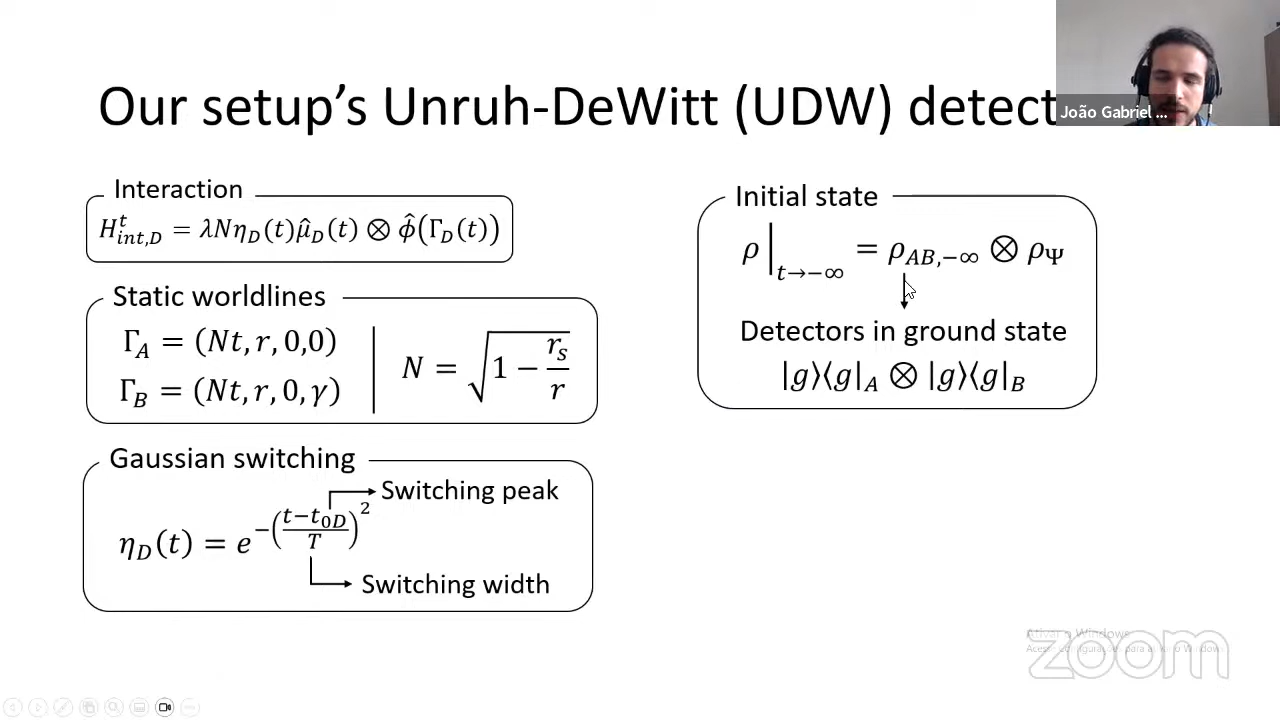 Our setup's Unruh-DeWitt (UDW) detect
João Gabriel ...
Interaction
H^t_{int,D} = λNη_D(t)μ̂_D(t) ⊗ φ̂(Γ_D(t))
Static worldlines
Γ_A = (Nt, r, 0,0)
Γ_B = (Nt, r, 0, γ)
N = √(1 − r_s/r)
Gaussian switching
η_D(t) = e^{−((t−t_{0D})/T)^2}
Switching peak
Switching width
Initial state
ρ|_{t→−∞} = ρ_{AB,−∞} ⊗ ρ_Ψ
Detectors in ground state
|g⟩⟨g|_A ⊗ |g⟩⟨g|_B
Ativar o Windows
zoom